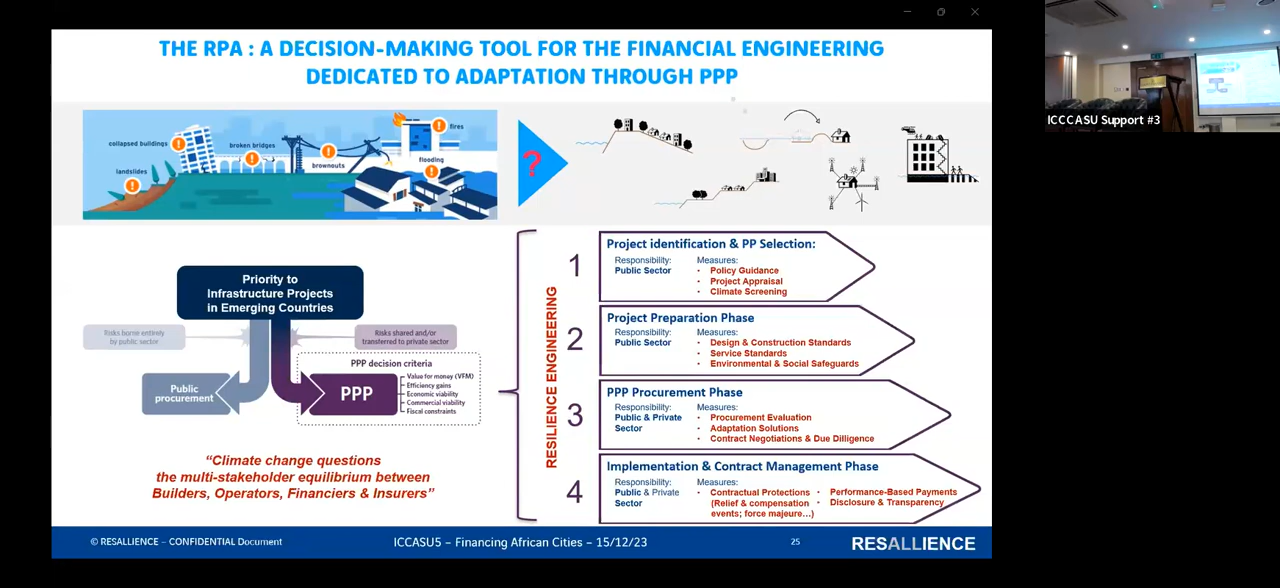 THE RPA : A DECISION-MAKING TOOL FOR THE FINANCIAL ENGINEERING
DEDICATED TO ADAPTATION THROUGH PPP
collapsed buildings
broken bridges
fires
brownouts
flooding
landslides
?
ICCCASU Support #3
Priority to
Infrastructure Projects
in Emerging Countries
Risks borne entirely
by public sector
Risks shared and/or
transferred to private sector
PPP decision criteria
Public
procurement
PPP
Value for money (VFM)
Efficiency gains
Economic viability
Commercial viability
Fiscal constraints
“Climate change questions
the multi-stakeholder equilibrium between
Builders, Operators, Financiers & Insurers”
RESILIENCE ENGINEERING
1
Project identification & PP Selection:
Responsibility:
Public Sector
Measures:
• Policy Guidance
• Project Appraisal
• Climate Screening
2
Project Preparation Phase
Responsibility:
Public Sector
Measures:
• Design & Construction Standards
• Service Standards
• Environmental & Social Safeguards
3
PPP Procurement Phase
Responsibility:
Public & Private
Sector
Measures:
• Procurement Evaluation
• Adaptation Solutions
• Contract Negotiations & Due Dilligence
4
Implementation & Contract Management Phase
Responsibility:
Public & Private
Sector
Measures:
• Contractual Protections
(Relief & compensation
events; force majeure...)
• Performance-Based Payments
• Disclosure & Transparency
© RESALLIENCE – CONFIDENTIAL Document
ICCASU5 – Financing African Cities – 15/12/23
25
RESALLIENCE